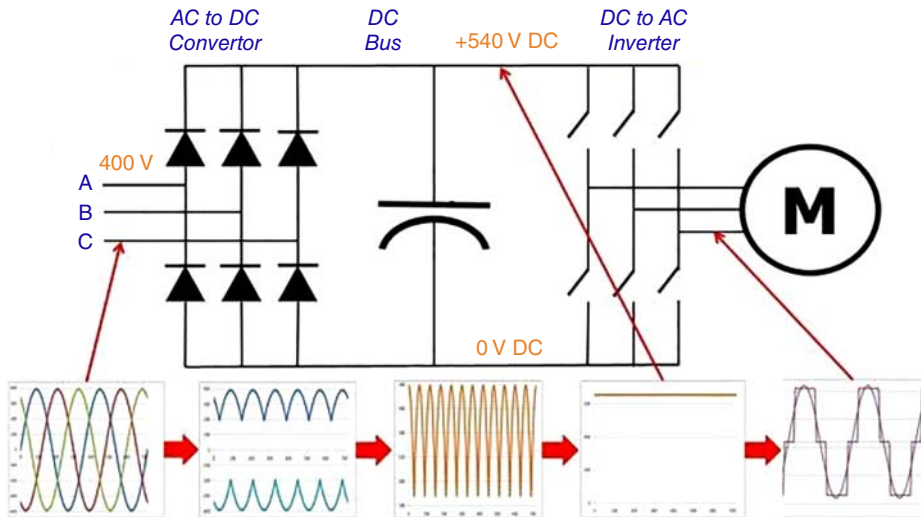 AC to DC
Convertor
DC
Bus
+540 V DC
DC to AC
Inverter
400 V
A
B
C
M
0 V DC